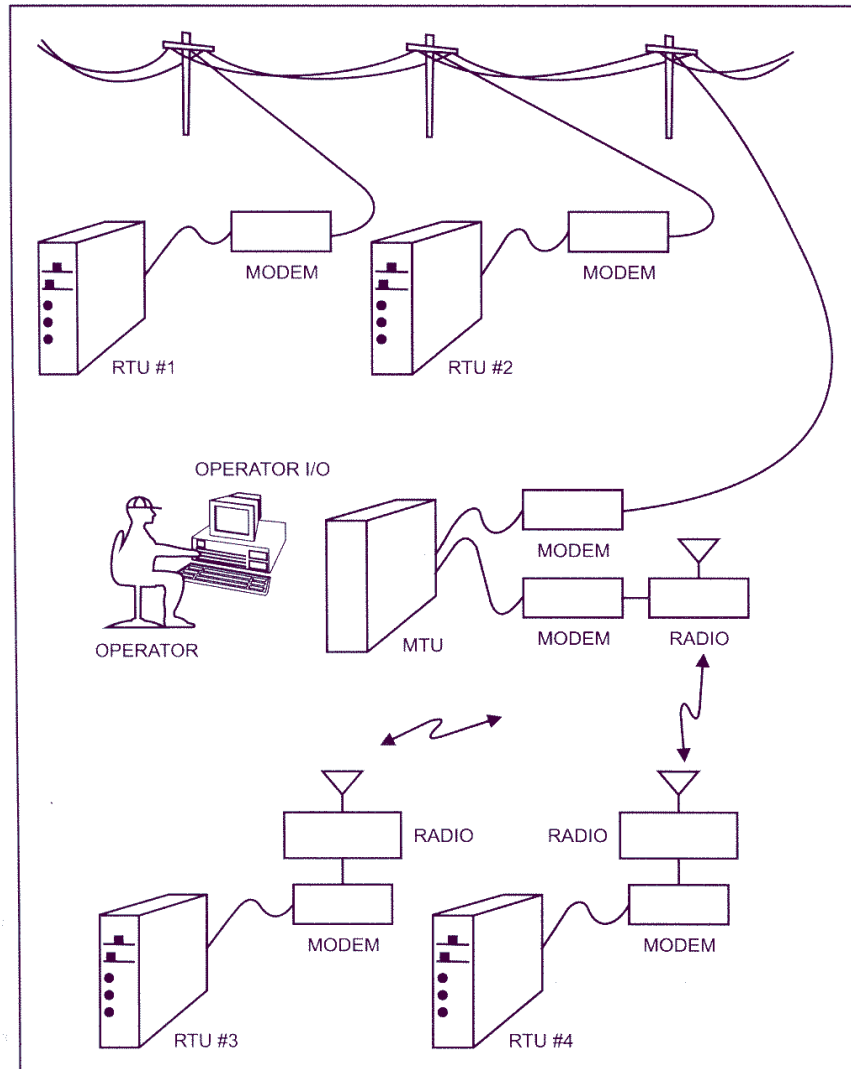 MODEM
MODEM
RTU #1
RTU #2
OPERATOR I/O
MODEM
OPERATOR
MTU
MODEM
RADIO
RADIO
RADIO
MODEM
MODEM
RTU #3
RTU #4